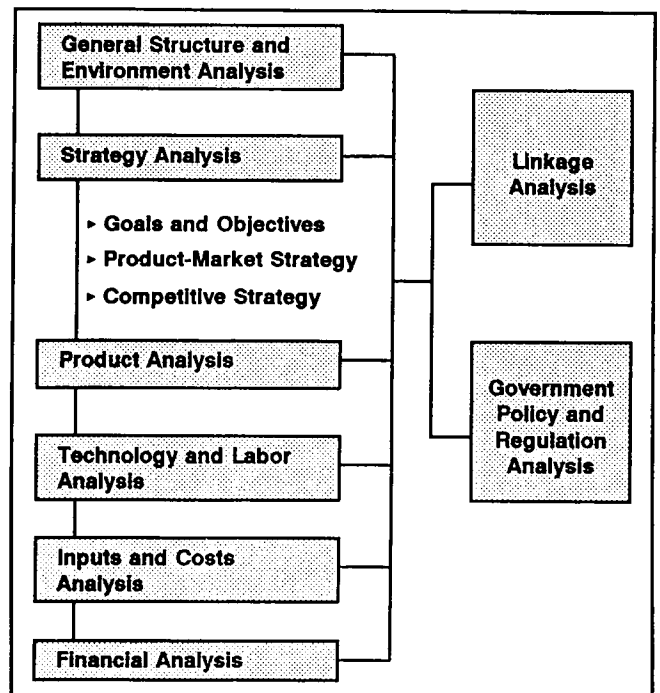 General Structure and
Environment Analysis
Strategy Analysis
▸ Goals and Objectives
▸ Product-Market Strategy
▸ Competitive Strategy
Product Analysis
Technology and Labor
Analysis
Inputs and Costs
Analysis
Financial Analysis
Linkage
Analysis
Government
Policy and
Regulation
Analysis